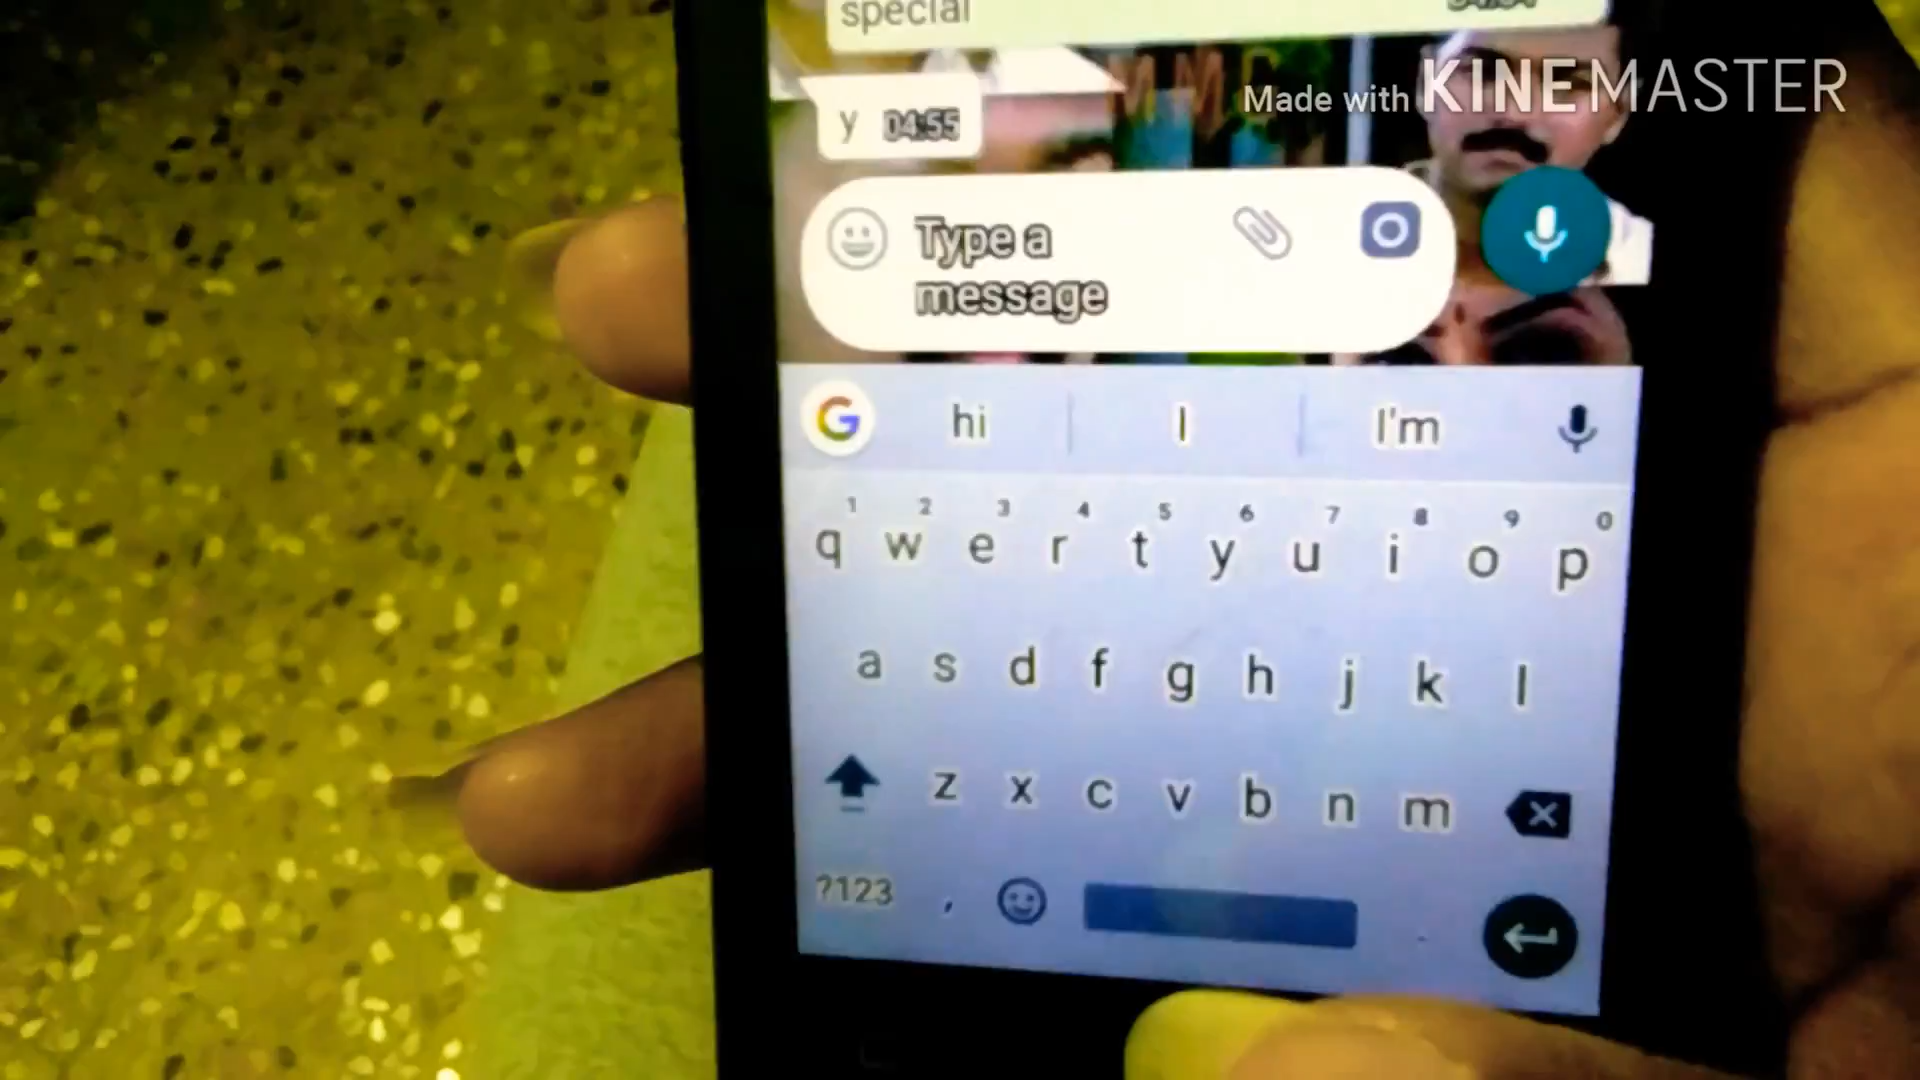 special
MMC
Made with KINEMASTER
y 04:55
Type a
message
G hi I I'm
1 2 3 4 5 6 7 8 9 0
q w e r t y u i o p
a s d f g h j k l
z x c v b n m
?123 , .